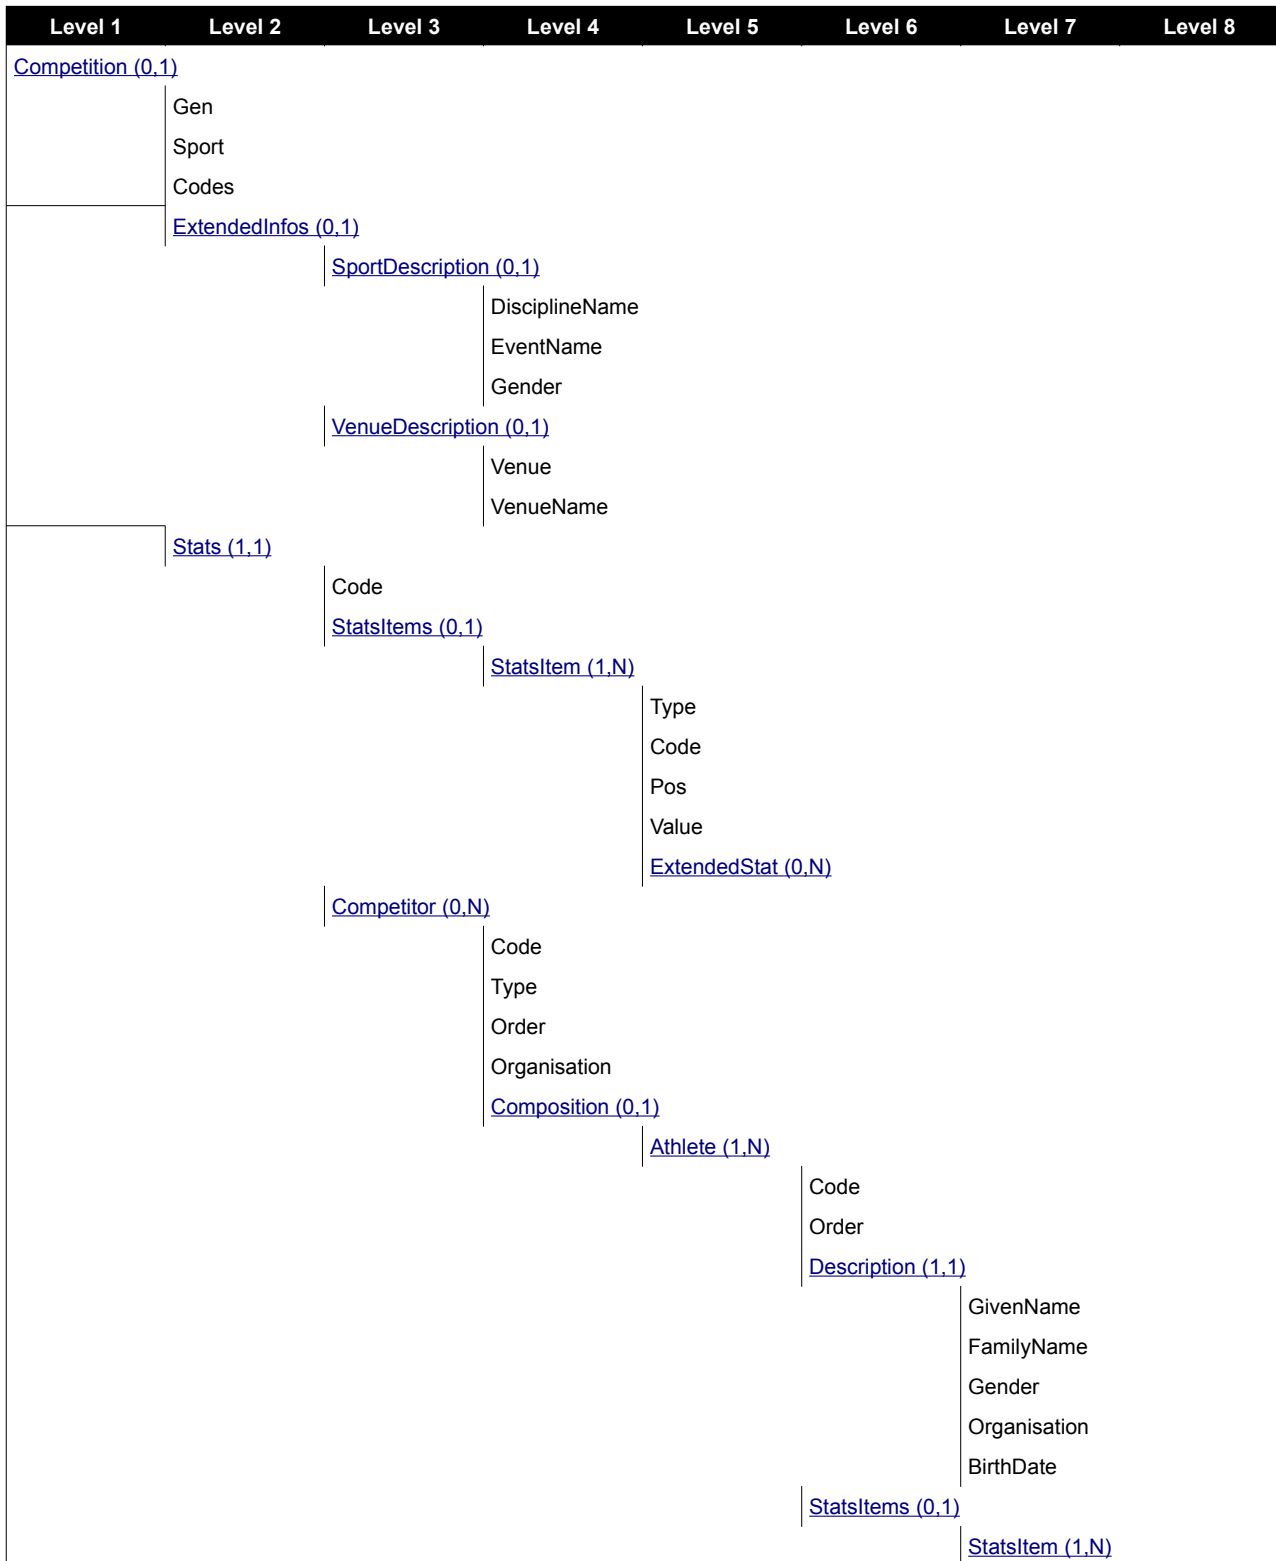 Level 1 Level 2 Level 3 Level 4 Level 5 Level 6 Level 7 Level 8
Competition (0,1)
Gen
Sport
Codes
ExtendedInfos (0,1)
SportDescription (0,1)
DisciplineName
EventName
Gender
VenueDescription (0,1)
Venue
VenueName
Stats (1,1)
Code
StatsItems (0,1)
StatsItem (1,N)
Type
Code
Pos
Value
ExtendedStat (0,N)
Competitor (0,N)
Code
Type
Order
Organisation
Composition (0,1)
Athlete (1,N)
Code
Order
Description (1,1)
GivenName
FamilyName
Gender
Organisation
BirthDate
StatsItems (0,1)
StatsItem (1,N)